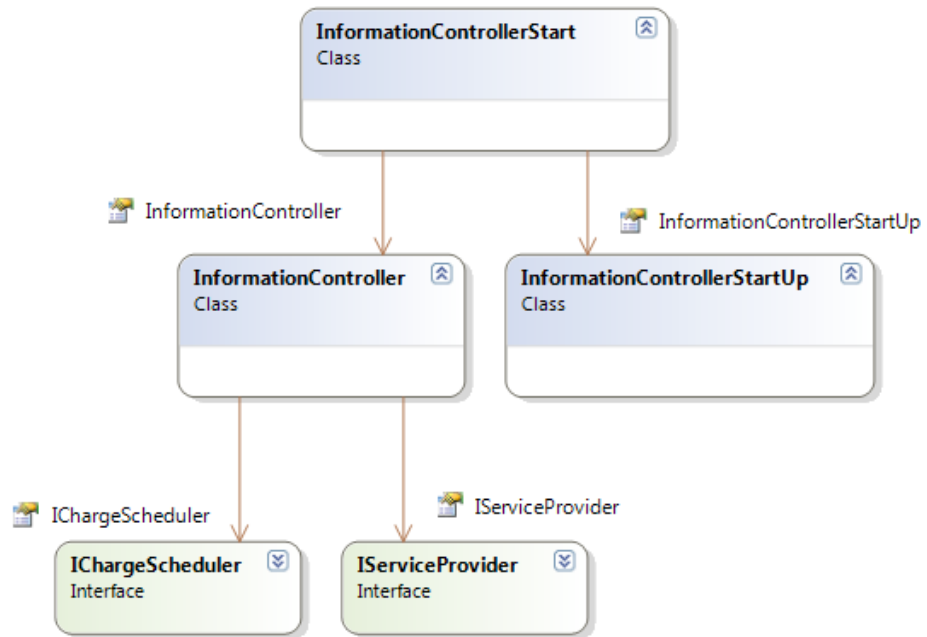 InformationControllerStart
Class
InformationController
InformationControllerStartUp
InformationController
Class
InformationControllerStartUp
Class
IChargeScheduler
IServiceProvider
IChargeScheduler
Interface
IServiceProvider
Interface